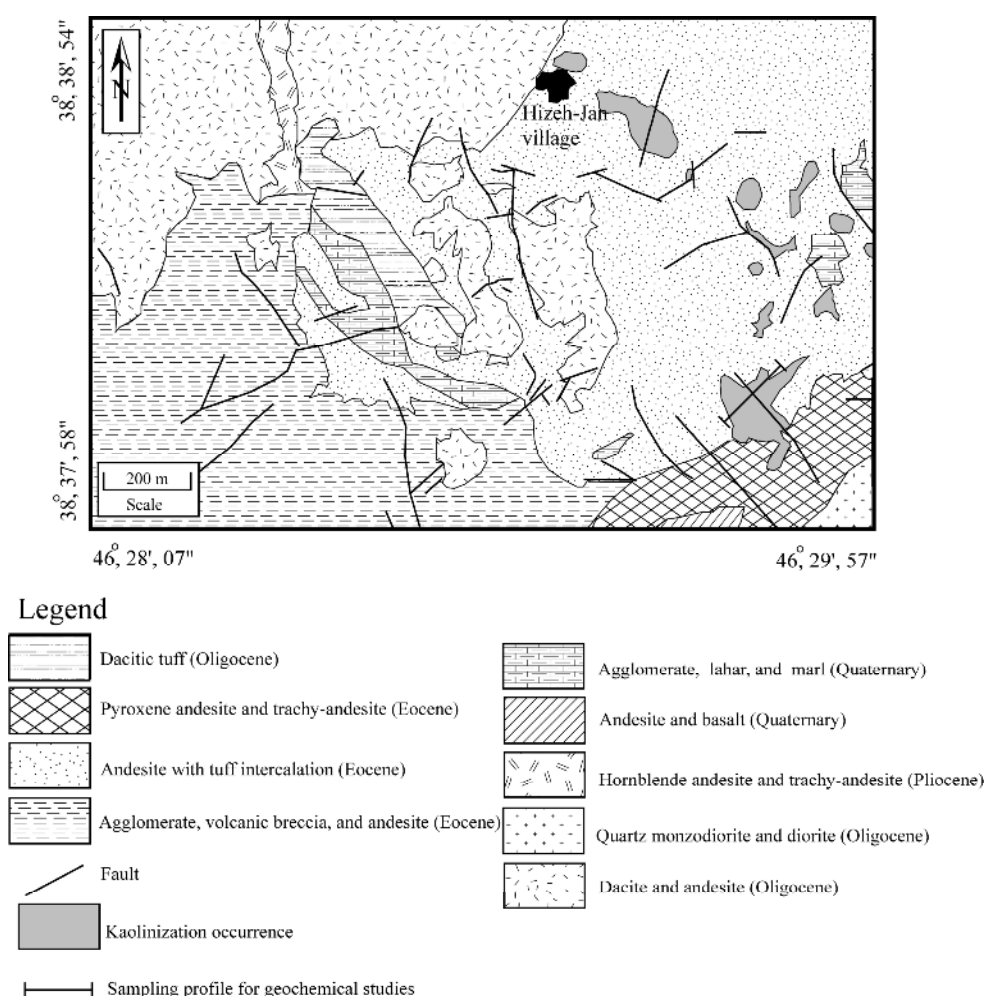 38°, 38', 54"
N
Hizeh-Jan
village
38°, 37', 58"
200 m
Scale
46°, 28', 07"
46°, 29', 57"
Legend
Dacitic tuff (Oligocene)
Pyroxene andesite and trachy-andesite (Eocene)
Andesite with tuff intercalation (Eocene)
Agglomerate, volcanic breccia, and andesite (Eocene)
Fault
Kaolinization occurrence
Sampling profile for geochemical studies
Agglomerate, lahar, and marl (Quaternary)
Andesite and basalt (Quaternary)
Hornblende andesite and trachy-andesite (Pliocene)
Quartz monzodiorite and diorite (Oligocene)
Dacite and andesite (Oligocene)